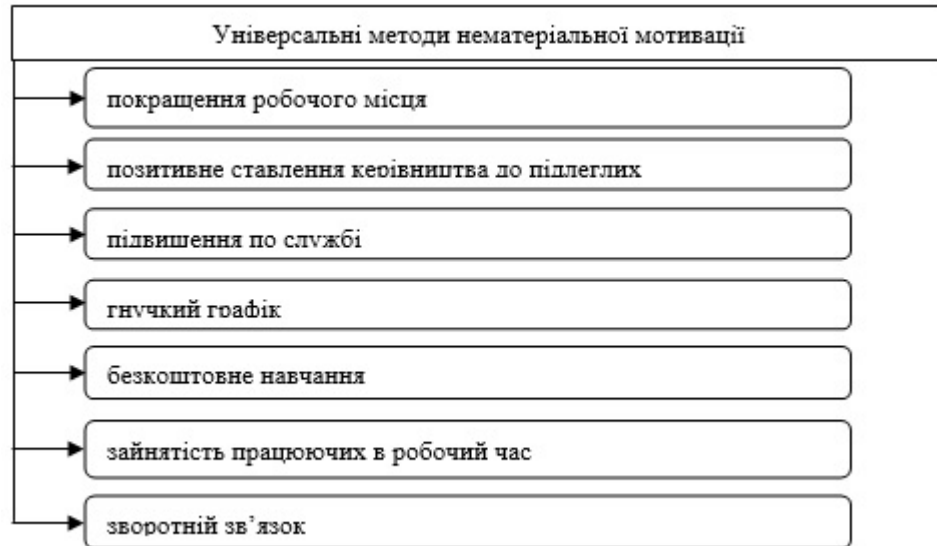 Універсальні методи нематеріальної мотивації
покращення робочого місця
позитивне ставлення керівництва до підлеглих
підвищення по службі
гнучкий графік
безкоштовне навчання
зайнятість працюючих в робочий час
зворотній зв’язок